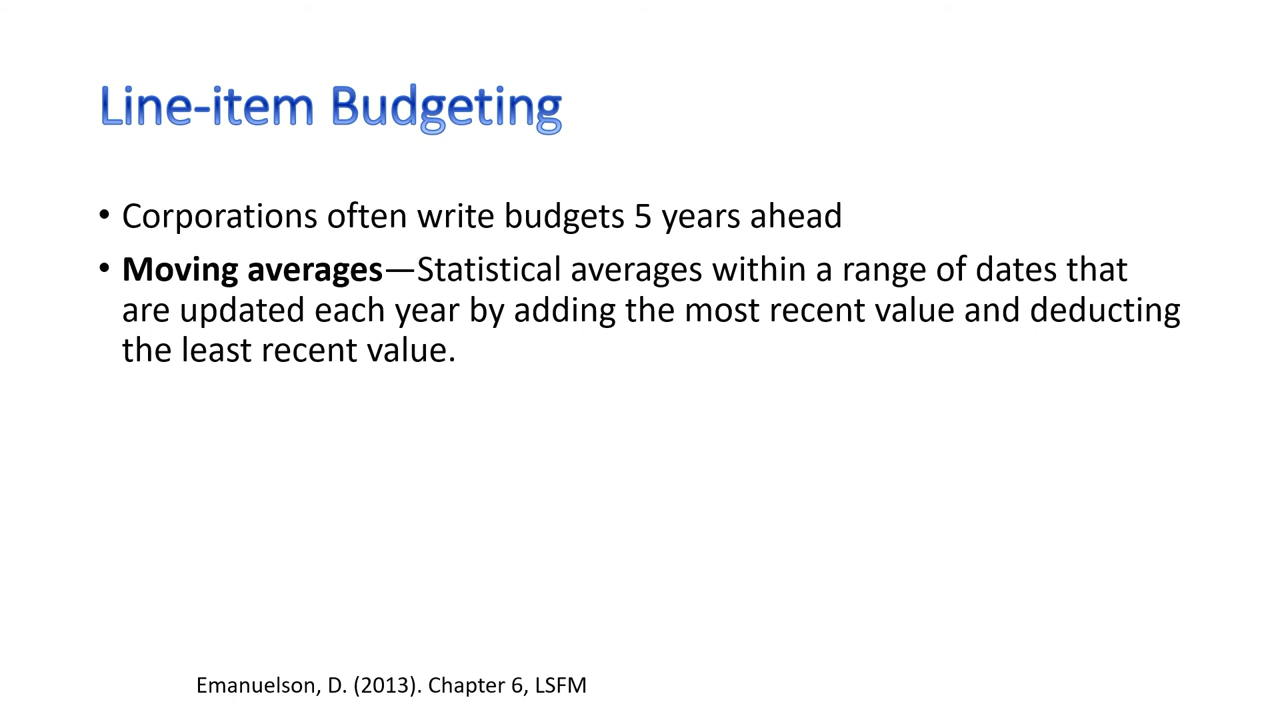 Line-item Budgeting
• Corporations often write budgets 5 years ahead
• Moving averages—Statistical averages within a range of dates that
are updated each year by adding the most recent value and deducting
the least recent value.
Emanuelson, D. (2013). Chapter 6, LSFM